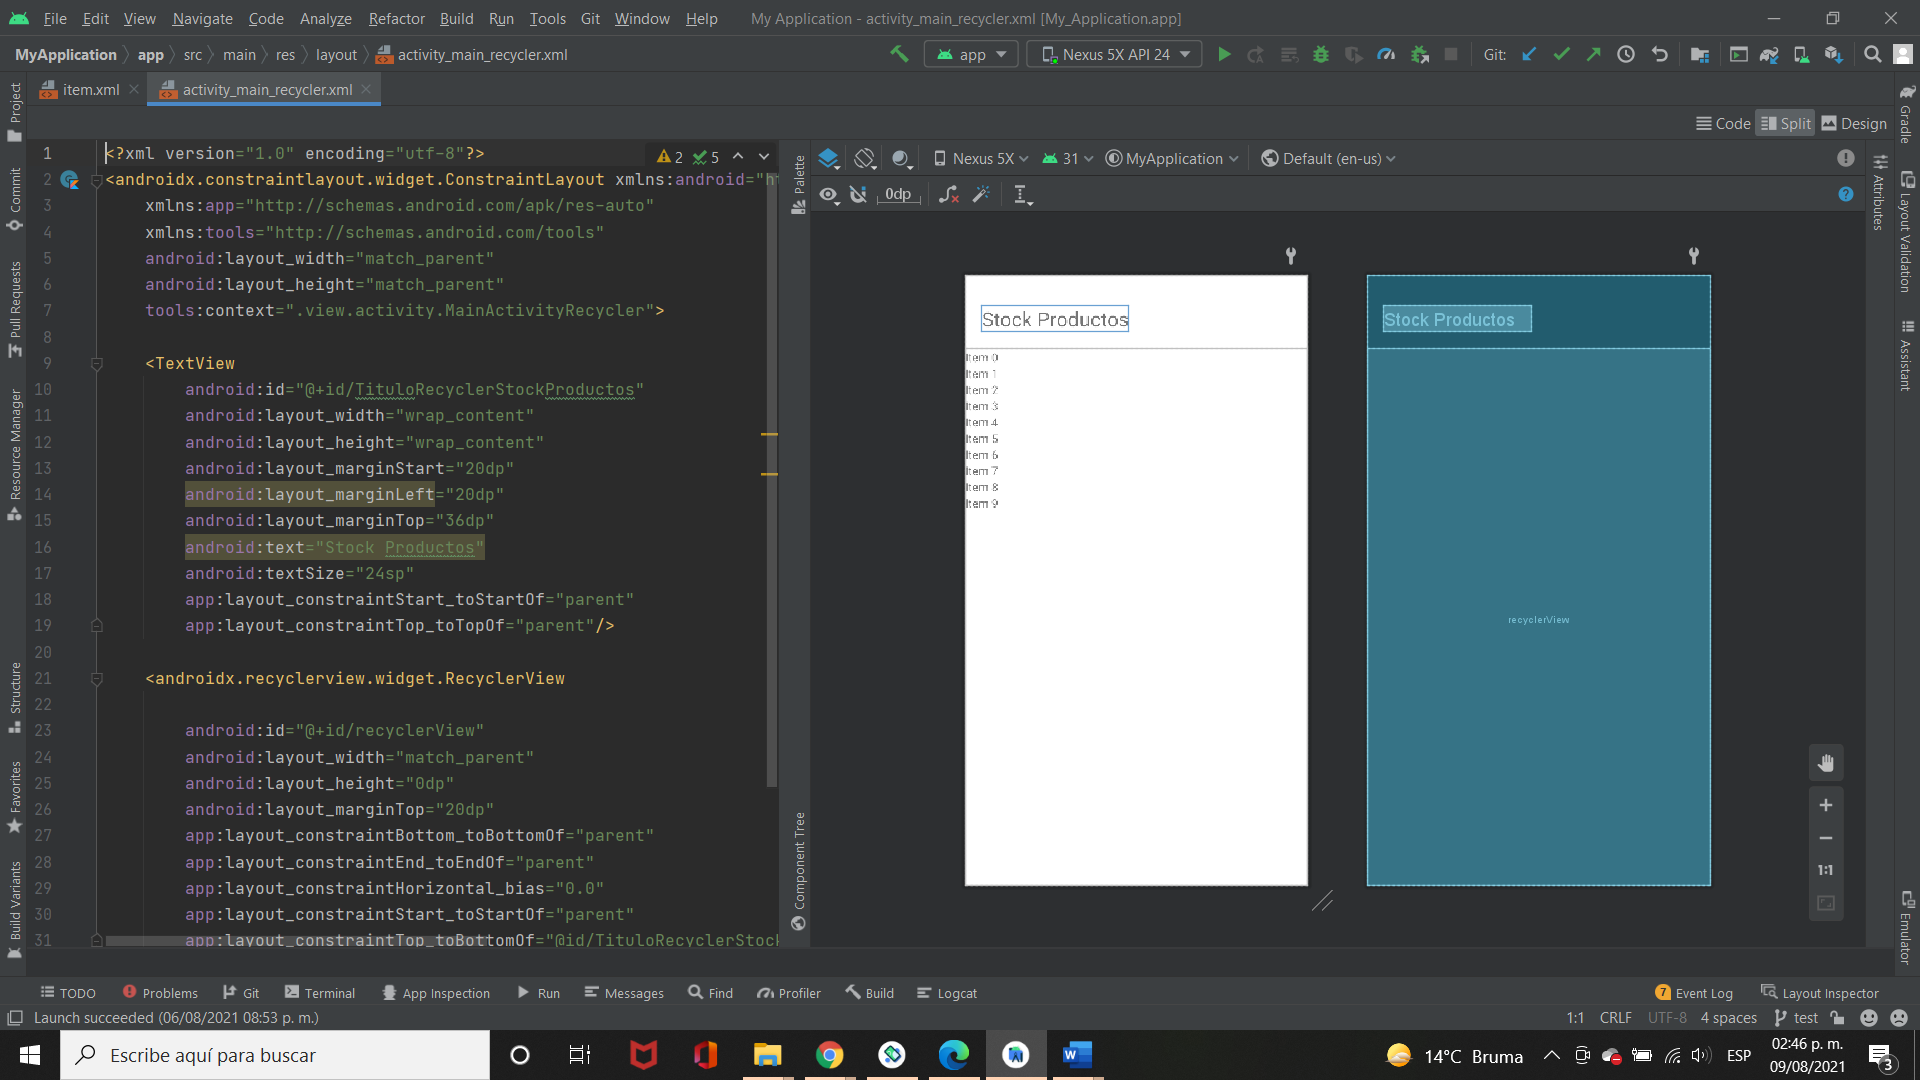 File Edit View Navigate Code Analyze Refactor Build Run Tools Git Window Help My Application - activity_main_recycler.xml [My_Application.app]
MyApplication app src main res layout activity_main_recycler.xml app Nexus 5X API 24 Git:
item.xml activity_main_recycler.xml
Code Split Design
Project
Commit
Pull Requests
Resource Manager
Structure
Favorites
Build Variants
2 5
1 <?xml version="1.0" encoding="utf-8"?>
2 <androidx.constraintlayout.widget.ConstraintLayout xmlns:android="ht
3 xmlns:app="http://schemas.android.com/apk/res-auto"
4 xmlns:tools="http://schemas.android.com/tools"
5 android:layout_width="match_parent"
6 android:layout_height="match_parent"
7 tools:context=".view.activity.MainActivityRecycler">
8
9 <TextView
10 android:id="@+id/TituloRecyclerStockProductos"
11 android:layout_width="wrap_content"
12 android:layout_height="wrap_content"
13 android:layout_marginStart="20dp"
14 android:layout_marginLeft="20dp"
15 android:layout_marginTop="36dp"
16 android:text="Stock Productos"
17 android:textSize="24sp"
18 app:layout_constraintStart_toStartOf="parent"
19 app:layout_constraintTop_toTopOf="parent"/>
20
21 <androidx.recyclerview.widget.RecyclerView
22
23 android:id="@+id/recyclerView"
24 android:layout_width="match_parent"
25 android:layout_height="0dp"
26 android:layout_marginTop="20dp"
27 app:layout_constraintBottom_toBottomOf="parent"
28 app:layout_constraintEnd_toEndOf="parent"
29 app:layout_constraintHorizontal_bias="0.0"
30 app:layout_constraintStart_toStartOf="parent"
31 app:layout_constraintTop_toBottomOf="@id/TituloRecyclerStock
Palette
Component Tree
Nexus 5X 31 MyApplication Default (en-us)
0dp
Stock Productos
Item 0
Item 1
Item 2
Item 3
Item 4
Item 5
Item 6
Item 7
Item 8
Item 9
Stock Productos
recyclerView
1:1
Attributes
Gradle
Layout Validation
Assistant
Emulator
TODO Problems Git Terminal App Inspection Run Messages Find Profiler Build Logcat 7 Event Log Layout Inspector
Launch succeeded (06/08/2021 08:53 p. m.) 1:1 CRLF UTF-8 4 spaces test
Escribe aquí para buscar
14°C Bruma ESP
02:46 p. m.
09/08/2021
3